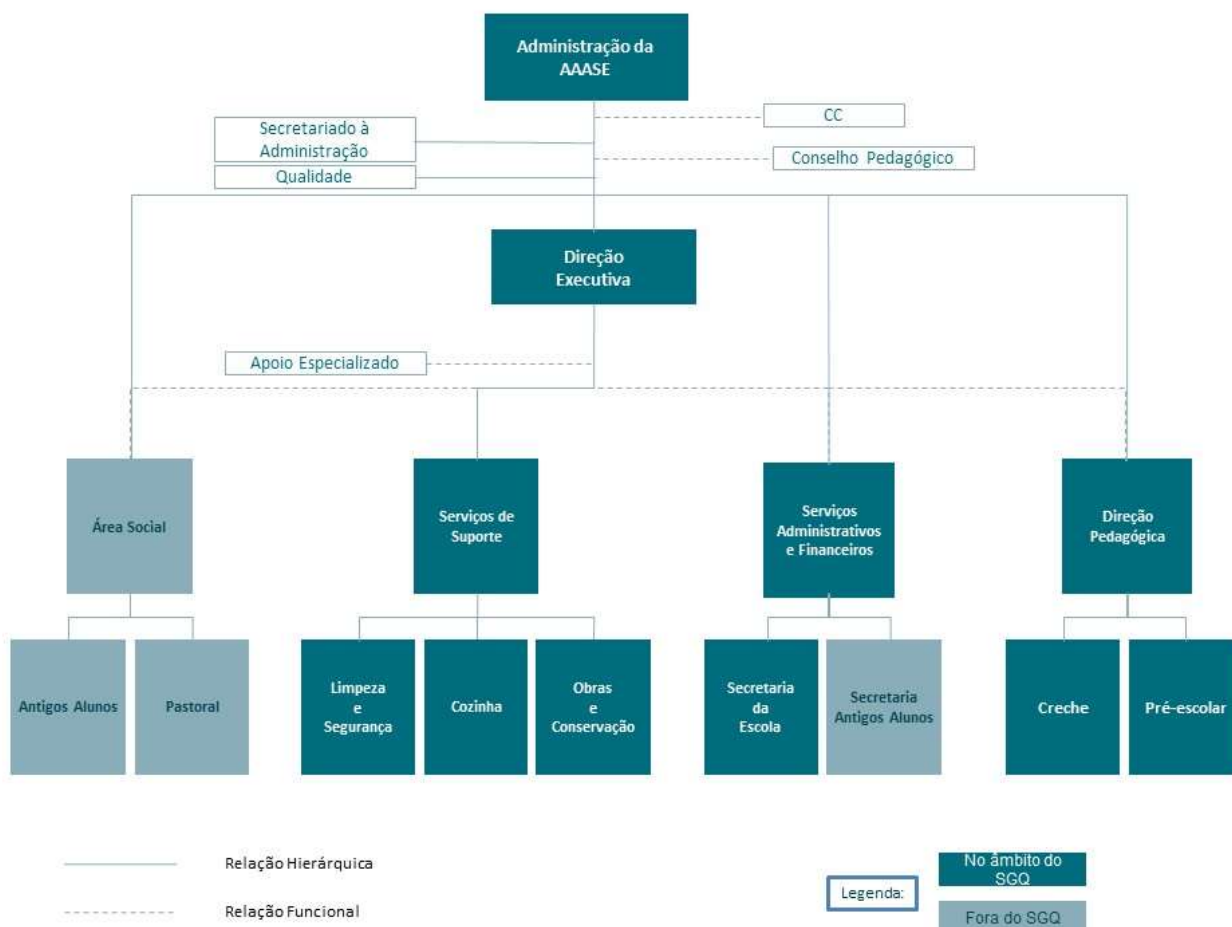 Administração da
AAASE
CC
Secretariado à
Administração
Conselho Pedagógico
Qualidade
Direção
Executiva
Apoio Especializado
Área Social
Serviços de
Suporte
Serviços
Administrativos
e Financeiros
Direção
Pedagógica
Antigos Alunos
Pastoral
Limpeza
e
Segurança
Cozinha
Obras
e
Conservação
Secretaria
da
Escola
Secretaria
Antigos Alunos
Creche
Pré-escolar
Relação Hierárquica
Relação Funcional
Legenda:
No âmbito do
SGQ
Fora do SGQ